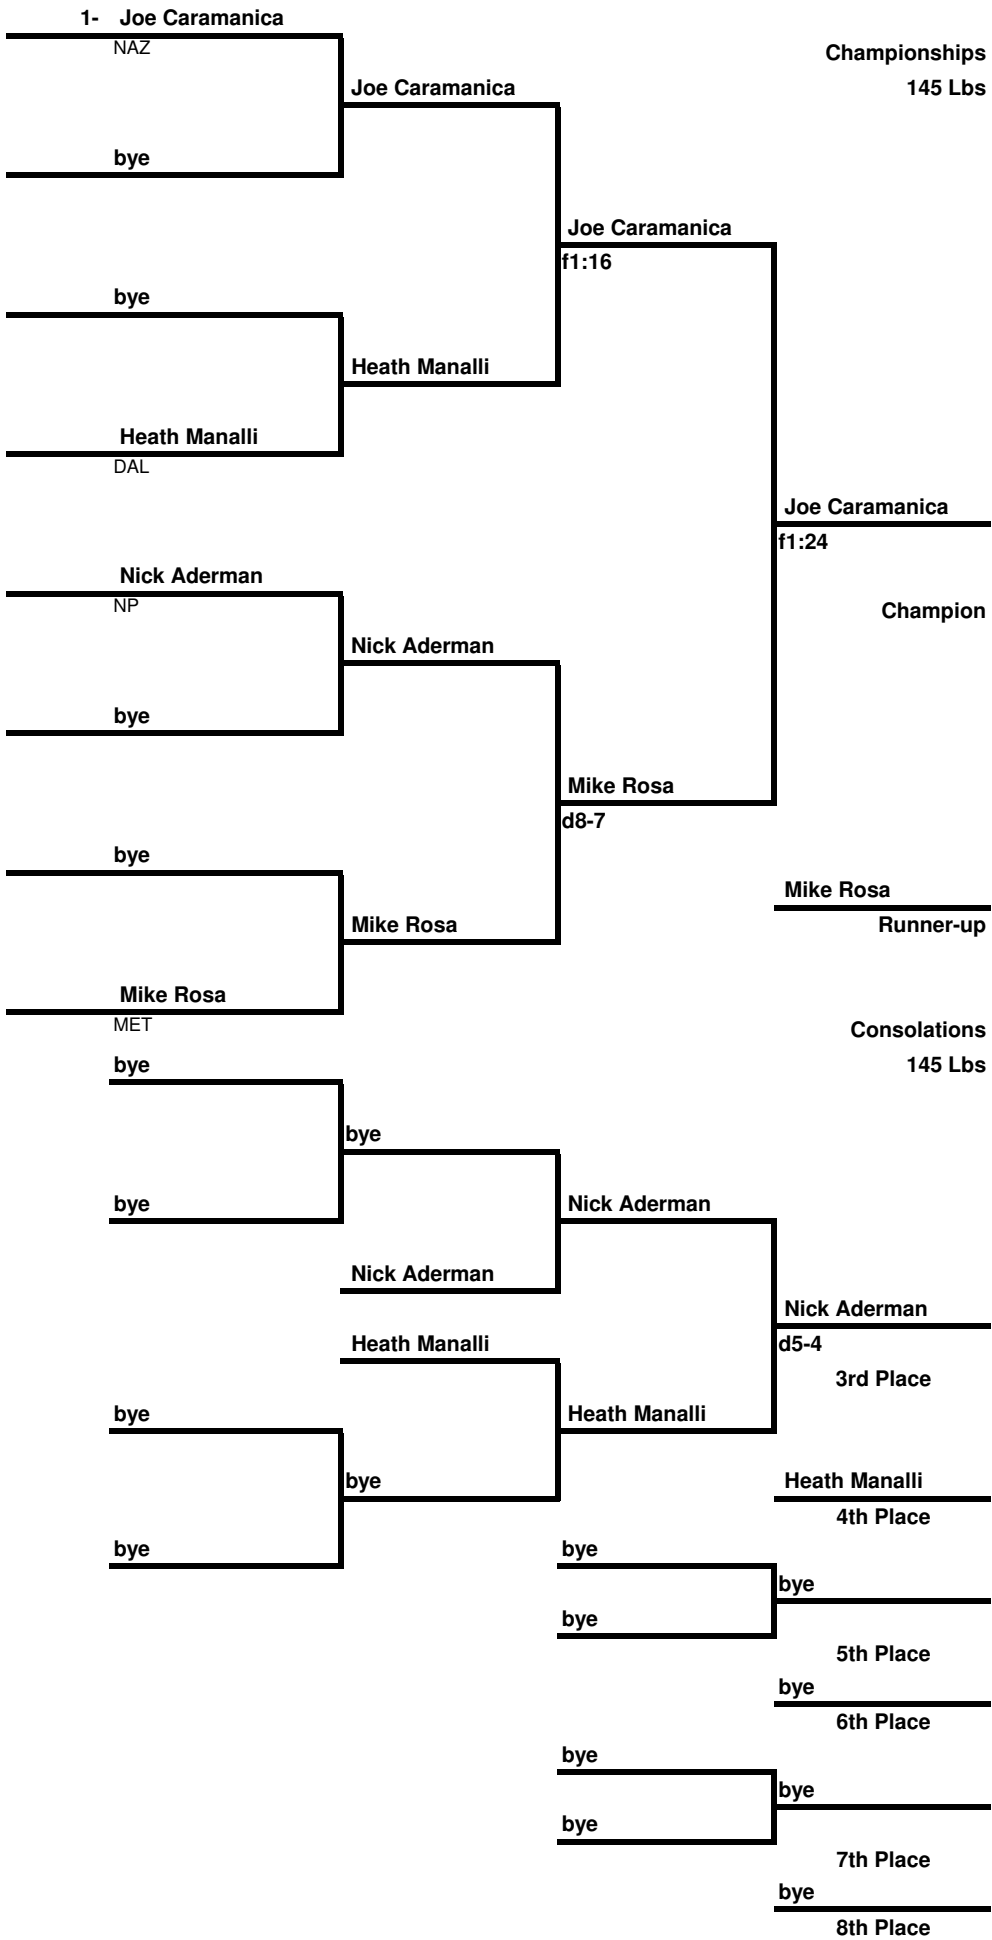 1- Joe Caramanica
NAZ
Championships
Joe Caramanica
145 Lbs
bye
Joe Caramanica
f1:16
bye
Heath Manalli
Heath Manalli
DAL
Joe Caramanica
f1:24
Nick Aderman
NP
Champion
Nick Aderman
bye
Mike Rosa
d8-7
bye
Mike Rosa
Mike Rosa
Runner-up
Mike Rosa
MET
Consolations
bye
145 Lbs
bye
bye
Nick Aderman
Nick Aderman
Nick Aderman
Heath Manalli
d5-4
3rd Place
bye
Heath Manalli
bye
Heath Manalli
4th Place
bye
bye
bye
bye
5th Place
bye
6th Place
bye
bye
bye
7th Place
bye
8th Place